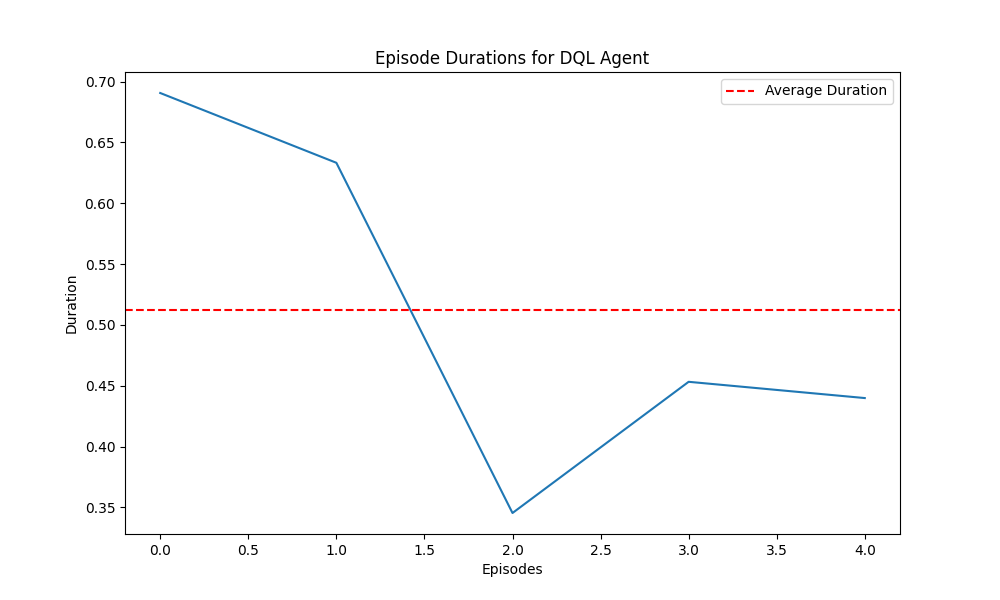 Episode Durations for DQL Agent
Average Duration
Duration
0.70
0.65
0.60
0.55
0.50
0.45
0.40
0.35
0.0 0.5 1.0 1.5 2.0 2.5 3.0 3.5 4.0
Episodes